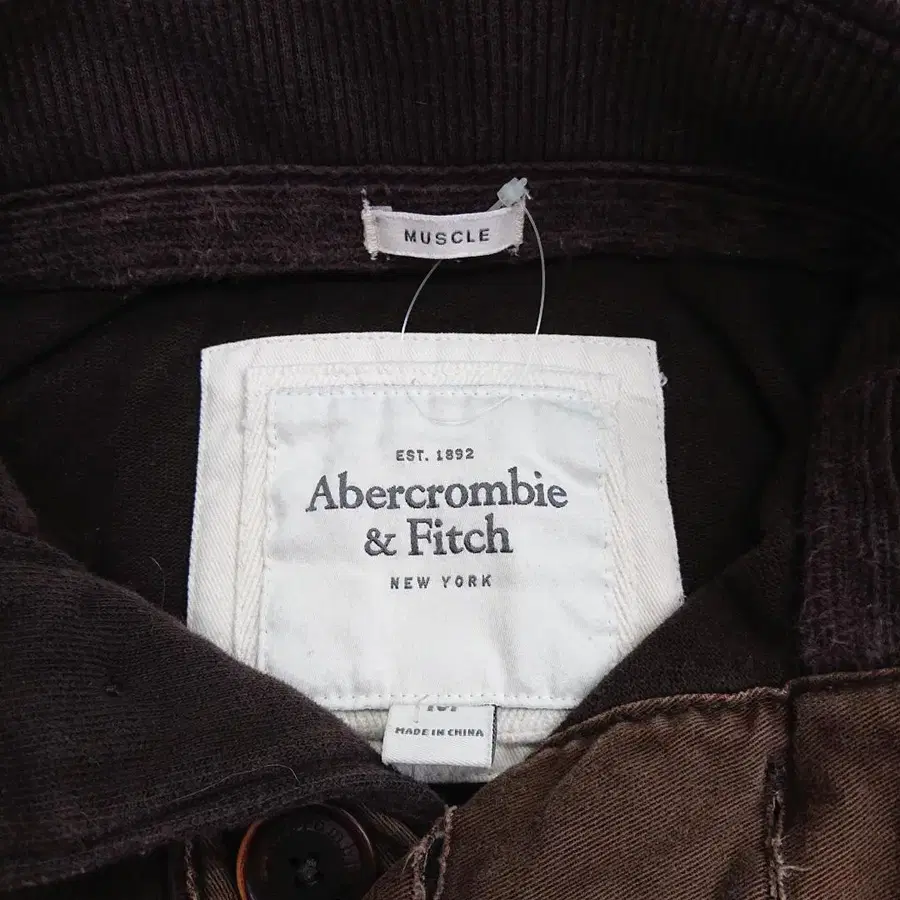 MUSCLE
EST. 1892
Abercrombie
& Fitch
NEW YORK
MADE IN CHINA